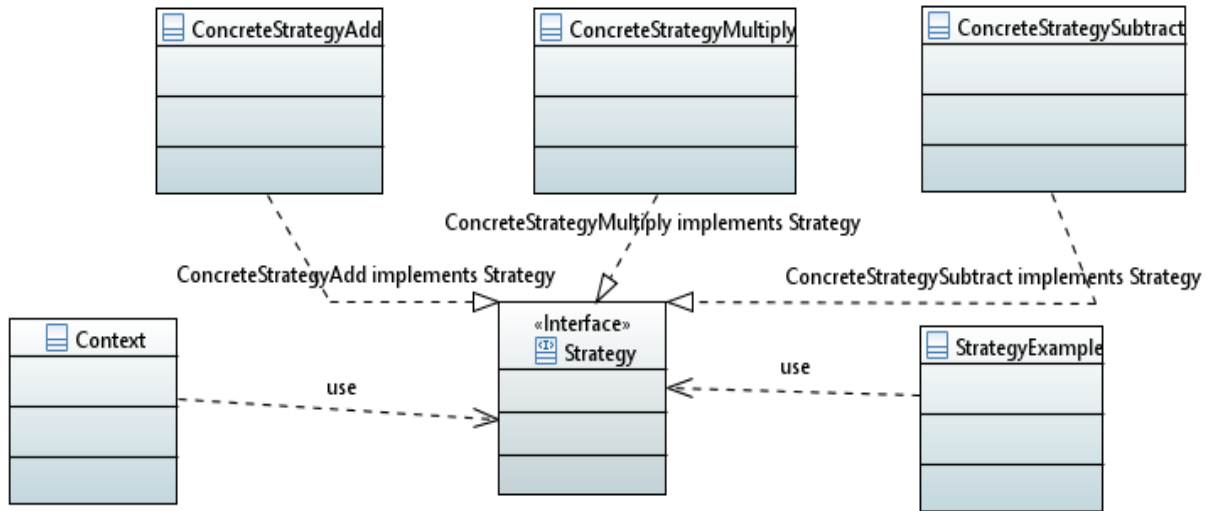 ConcreteStrategyAdd
ConcreteStrategyMultiply
ConcreteStrategySubtract
ConcreteStrategyMultiply implements Strategy
ConcreteStrategyAdd implements Strategy
ConcreteStrategySubtract implements Strategy
«Interface»
Strategy
Context
StrategyExample
use
use